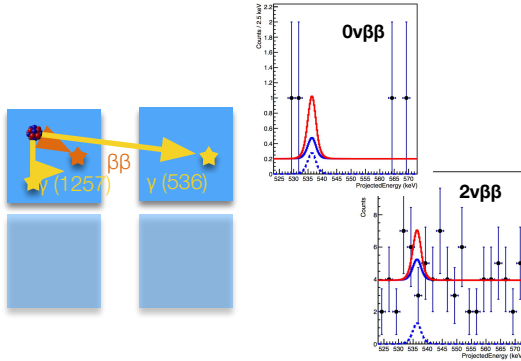 0νββ
Counts / 2.5 keV
2.2
2
1.8
1.6
1.4
1.2
1
0.8
0.6
0.4
0.2
525 530 535 540 545 550 555 560 565 570
ProjectedEnergy (keV)
ββ
γ (1257)
γ (536)
2νββ
Counts
8
6
4
2
0
525 530 535 540 545 550 555 560 565 570
ProjectedEnergy (keV)